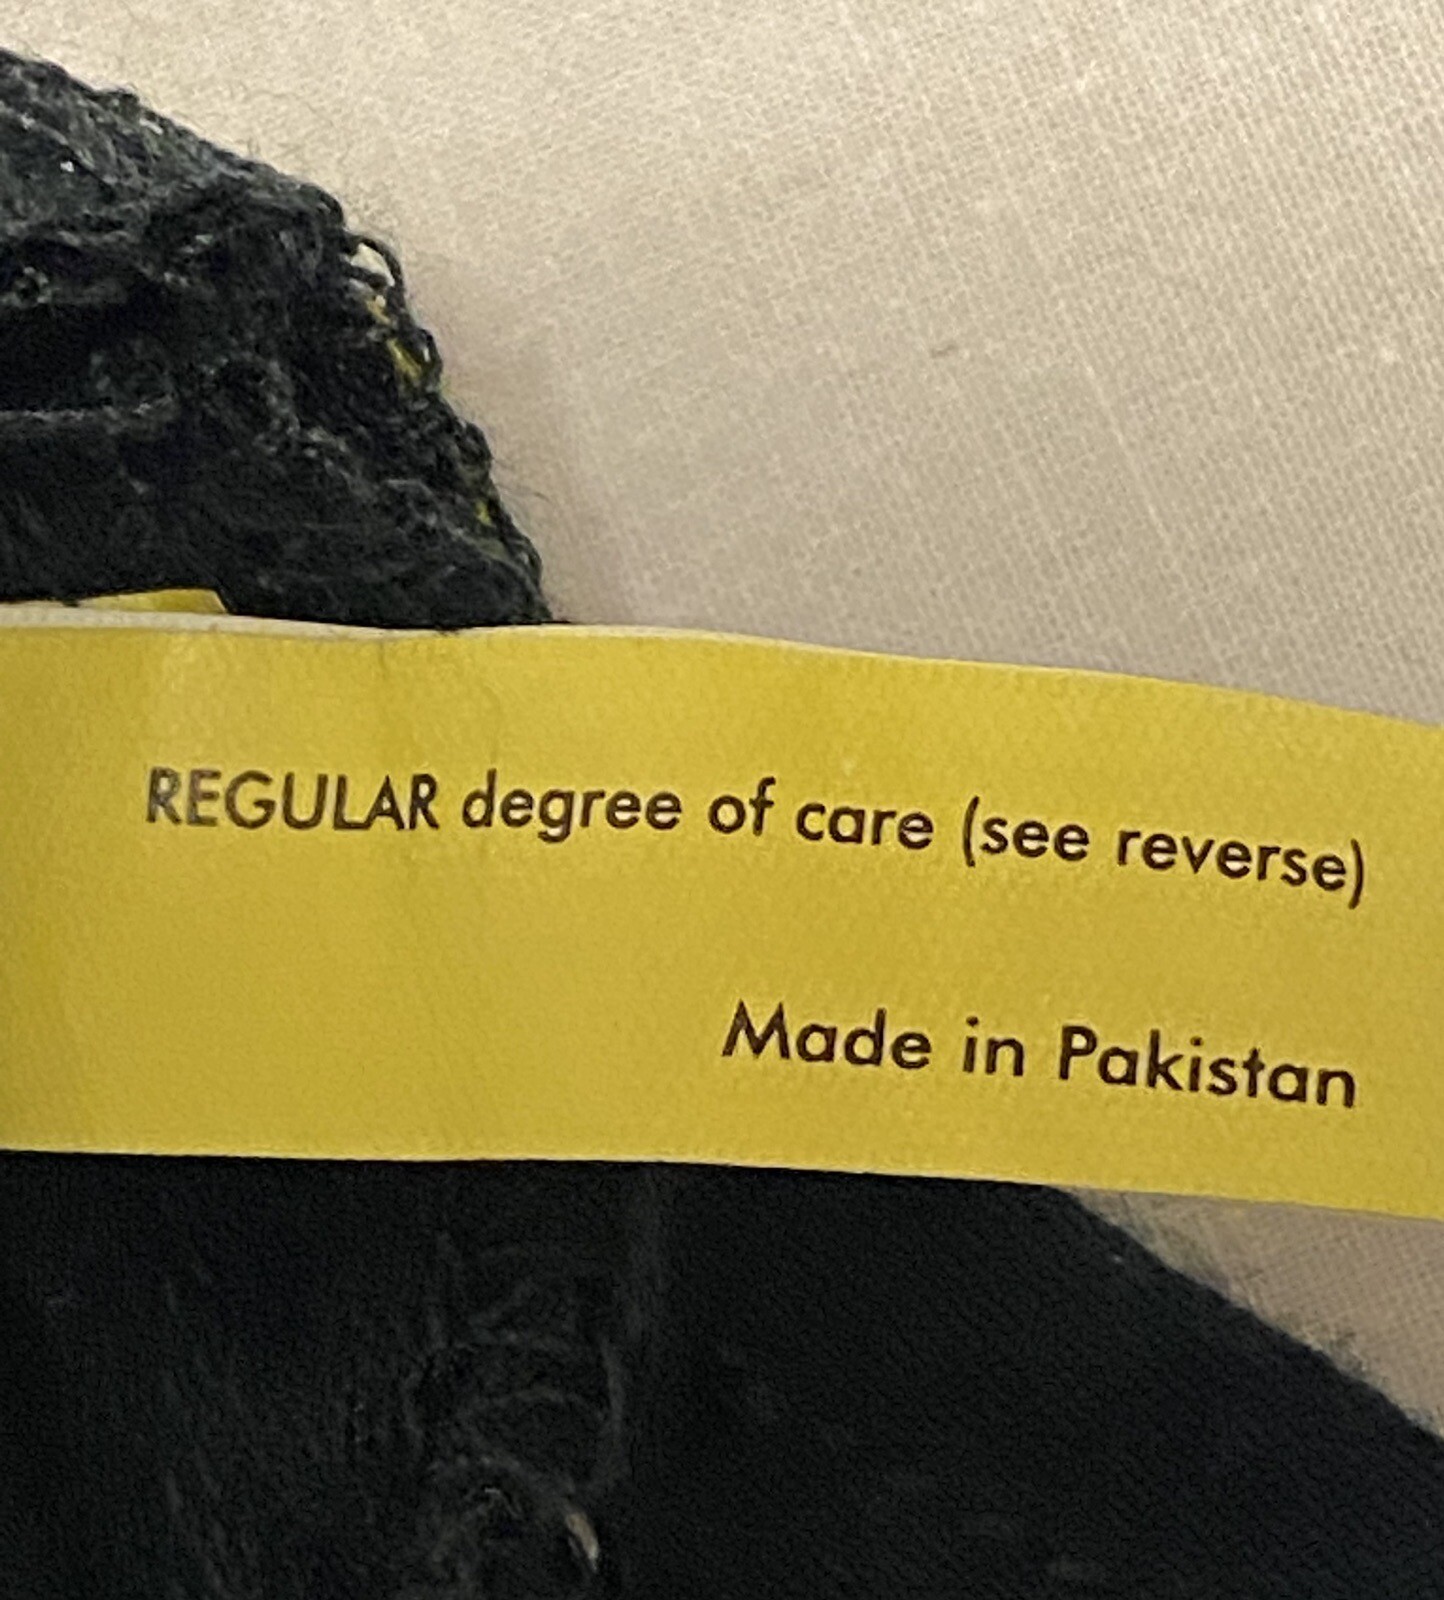 REGULAR degree of care (see reverse)
Made in Pakistan